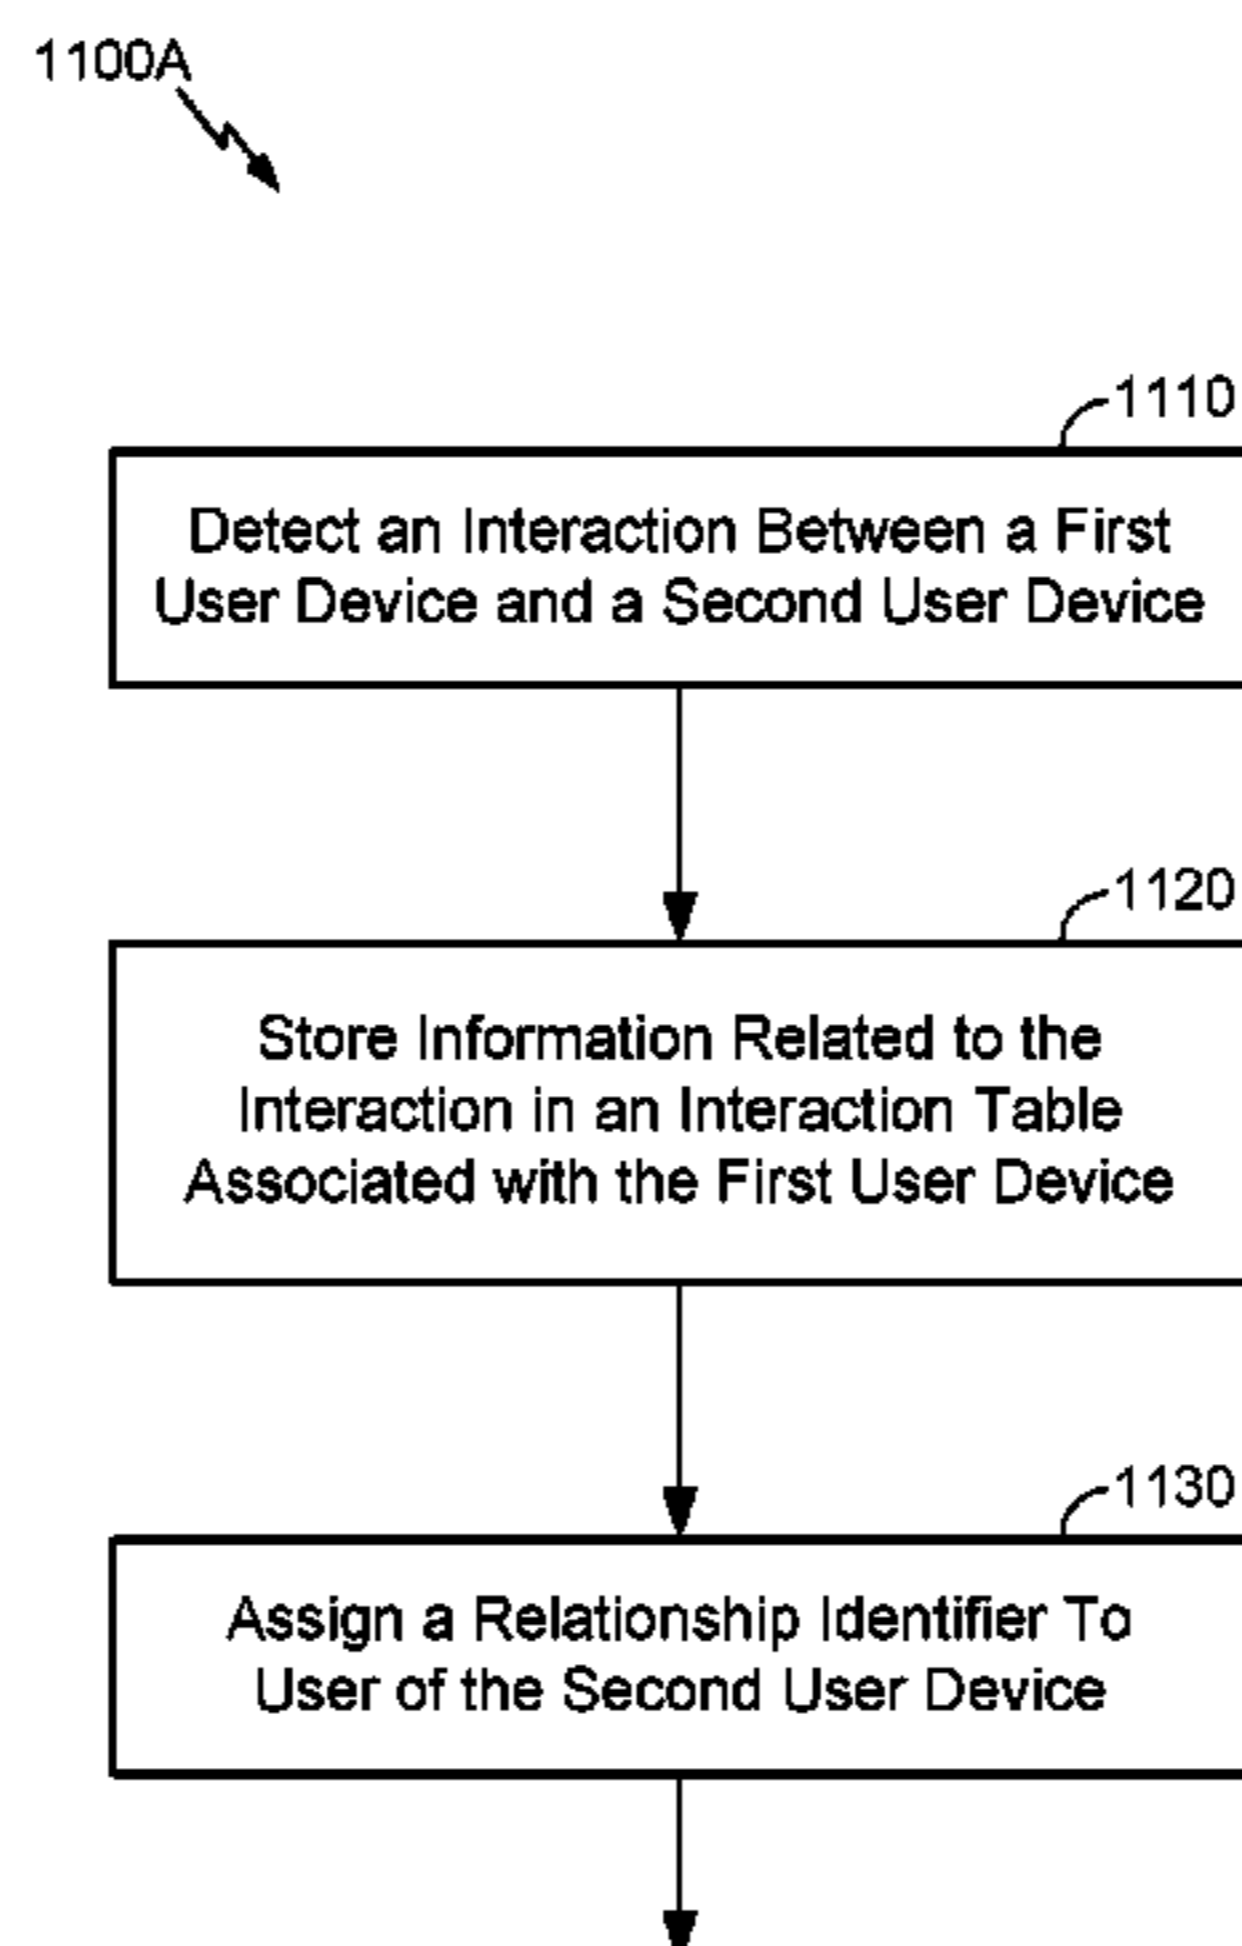 1100A
1110
Detect an Interaction Between a First
User Device and a Second User Device
1120
Store Information Related to the
Interaction in an Interaction Table
Associated with the First User Device
1130
Assign a Relationship Identifier To
User of the Second User Device